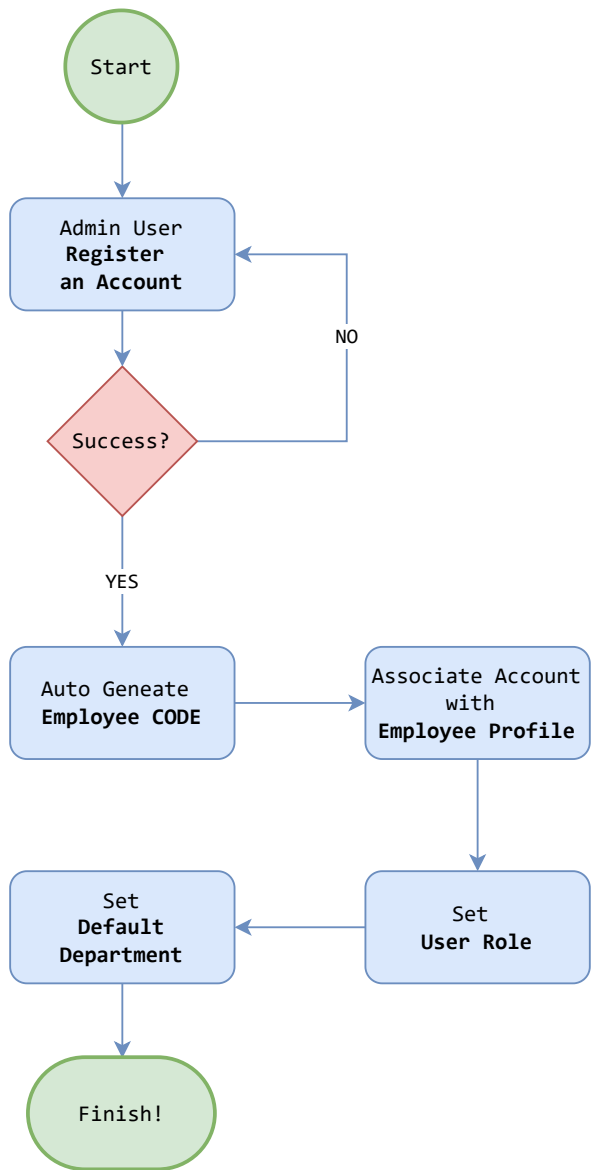 Start
Admin User
Register
an Account
NO
Success?
YES
Auto Geneate
Employee CODE
Associate Account
with
Employee Profile
Set
User Role
Set
Default
Department
Finish!